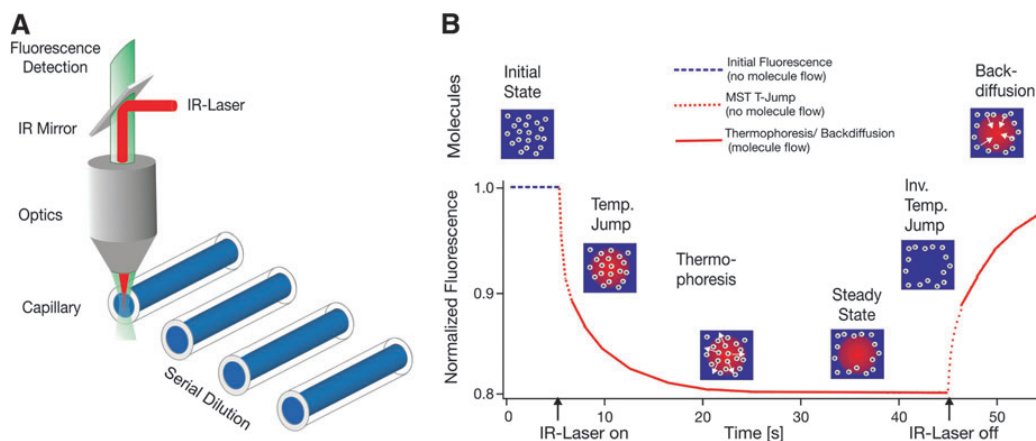 A
Fluorescence
Detection
IR-Laser
IR Mirror
Optics
Capillary
Serial Dilution
B
Molecules
Initial
State
Initial Fluorescence
(no molecule flow)
MST T-Jump
(no molecule flow)
Thermophoresis/ Backdiffusion
(molecule flow)
Back-
diffusion
Normalized Fluorescence
1.0
0.9
0.8
Temp.
Jump
Thermo-
phoresis
Steady
State
Inv.
Temp.
Jump
0
10
20
30
40
50
IR-Laser on
Time [s]
IR-Laser off